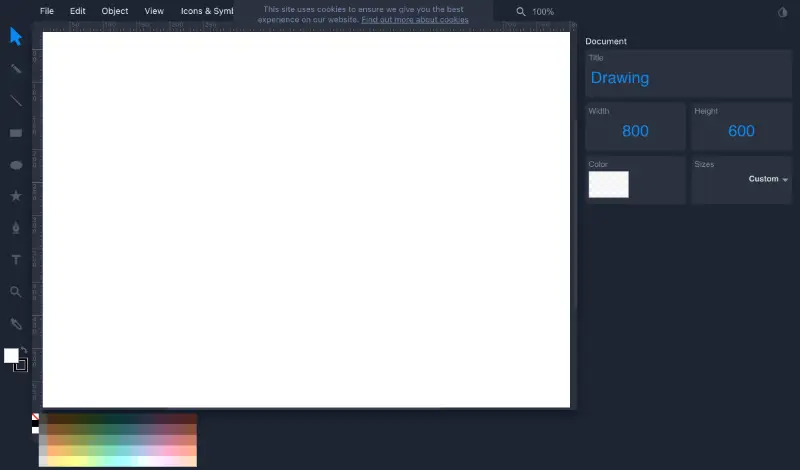 File Edit Object View Icons & Symb
This site uses cookies to ensure we give you the best
experience on our website. Find out more about cookies
100%
Document
Title
Drawing
Width
Height
800
600
Color
Sizes
Custom
T